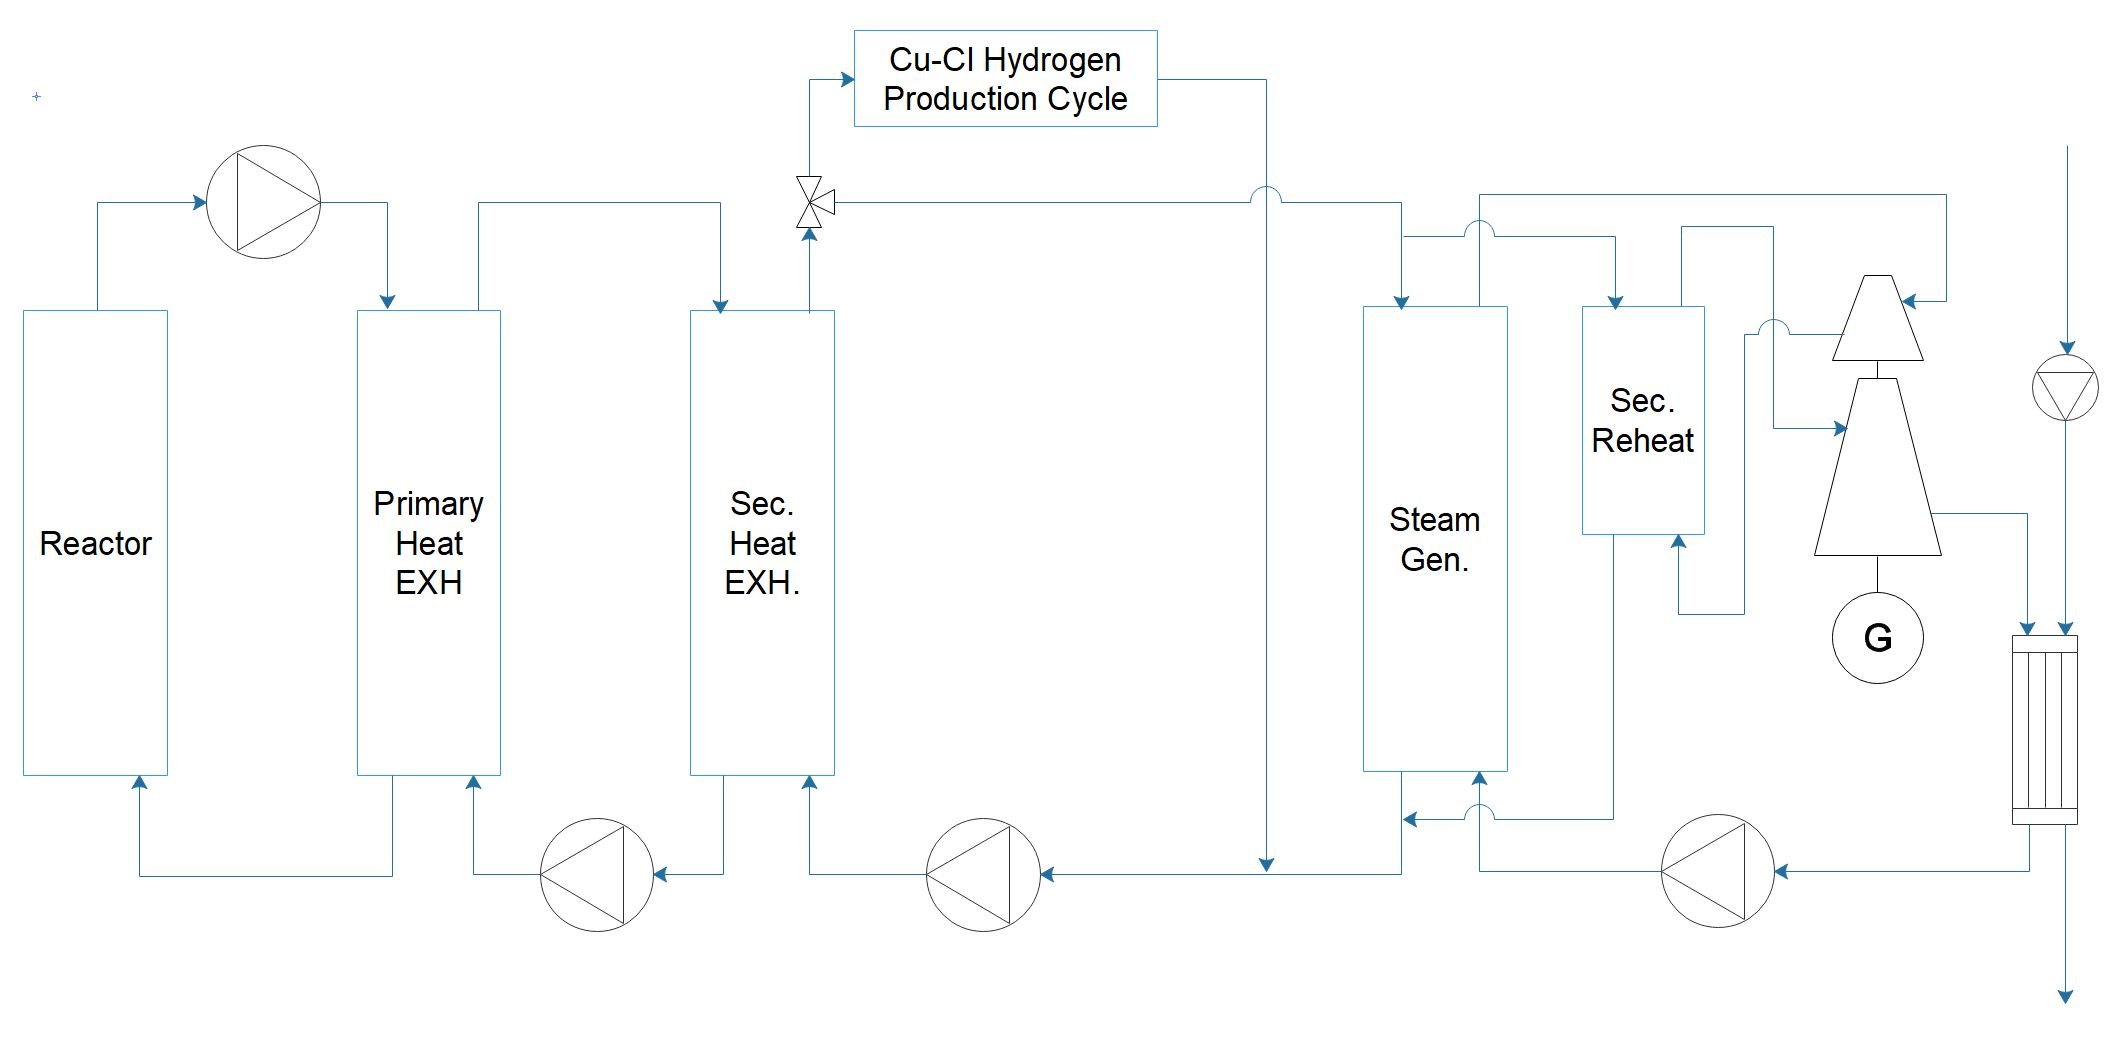 Cu-Cl Hydrogen
Production Cycle
Reactor
Primary
Heat
EXH
Sec.
Heat
EXH.
Steam
Gen.
Sec.
Reheat
G